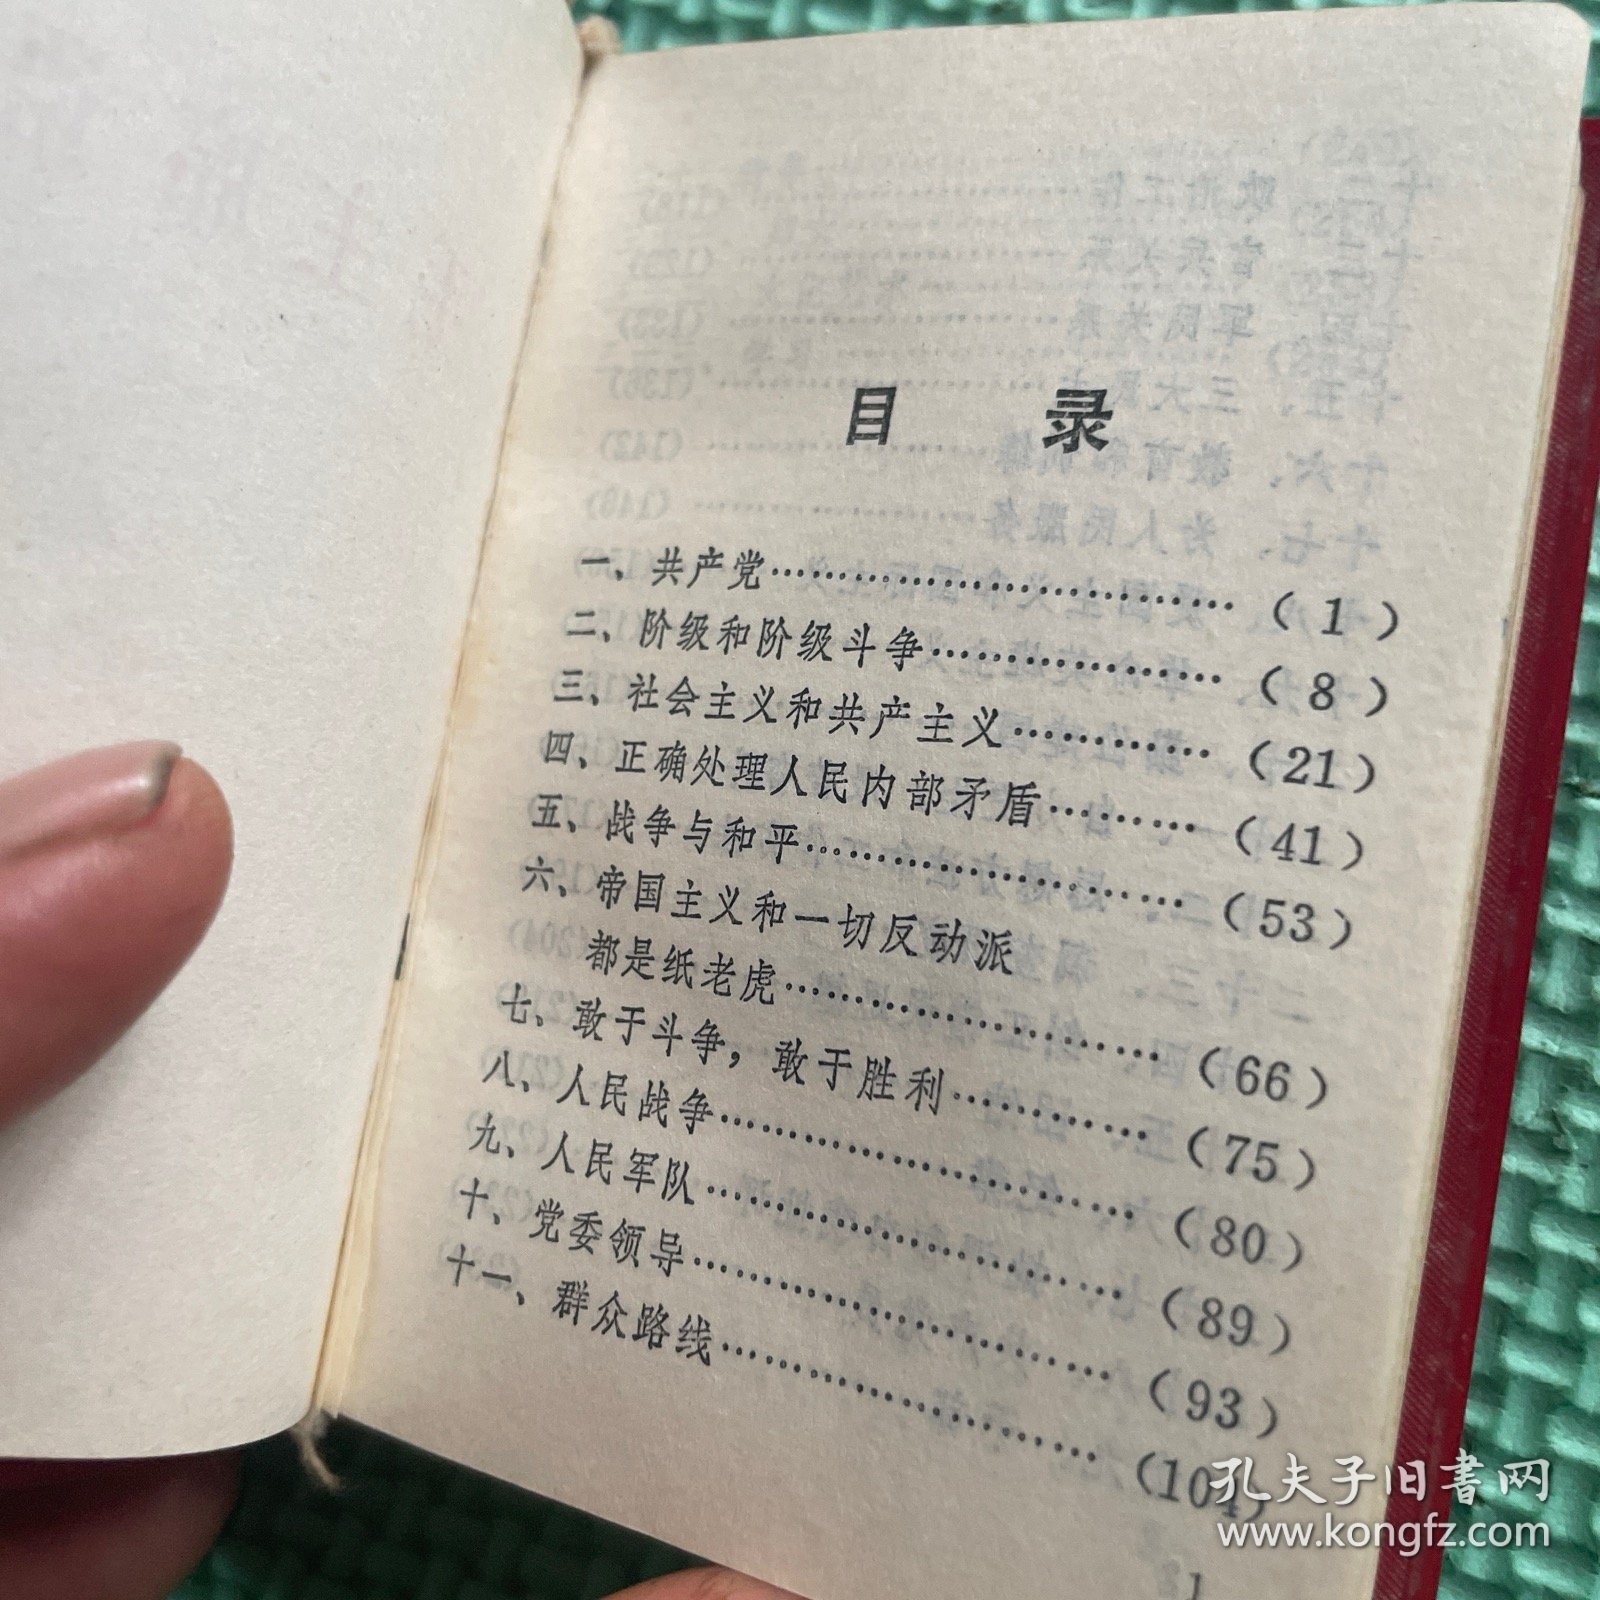 目 录
一、共产党……………………………（1）
二、阶级和阶级斗争…………………（8）
三、社会主义和共产主义……………（21）
四、正确处理人民内部矛盾…………（41）
五、战争与和平………………………（53）
六、帝国主义和一切反动派
都是纸老虎………………………（66）
七、敢于斗争，敢于胜利……………（75）
八、人民战争…………………………（80）
九、人民军队…………………………（89）
十、党委领导…………………………（93）
十一、群众路线………………………（104）
1
孔夫子旧书网
www.kongfz.com